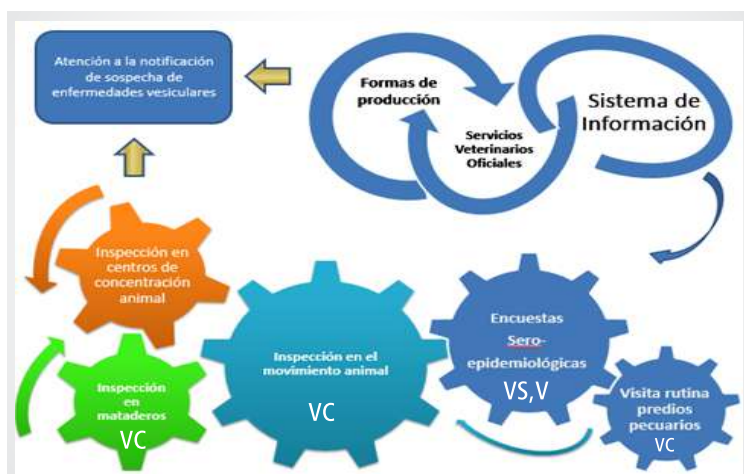 Atención a la notificación
de sospecha de
enfermedades vesiculares
Formas de
producción
Servicios
Veterinarios
Oficiales
Sistema de
Información
Inspección en
centros de
concentración
animal
Inspección
en
mataderos
VC
Inspección en el
movimiento animal
VC
Encuestas
Sero-
epidemiológicas
VS,V
Visita rutina
predios
pecuarios
VC